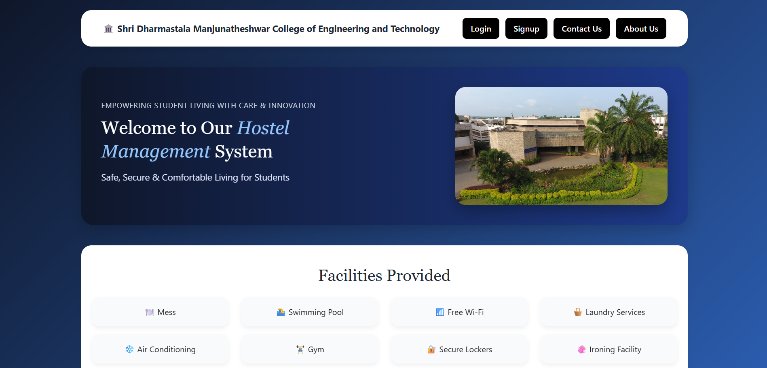 Shri Dharmastala Manjunatheshwar College of Engineering and Technology
Login
Signup
Contact Us
About Us
EMPOWERING STUDENT LIVING WITH CARE & INNOVATION
Welcome to Our Hostel
Management System
Safe, Secure & Comfortable Living for Students
Facilities Provided
Mess
Swimming Pool
Free Wi-Fi
Laundry Services
Air Conditioning
Gym
Secure Lockers
Ironing Facility